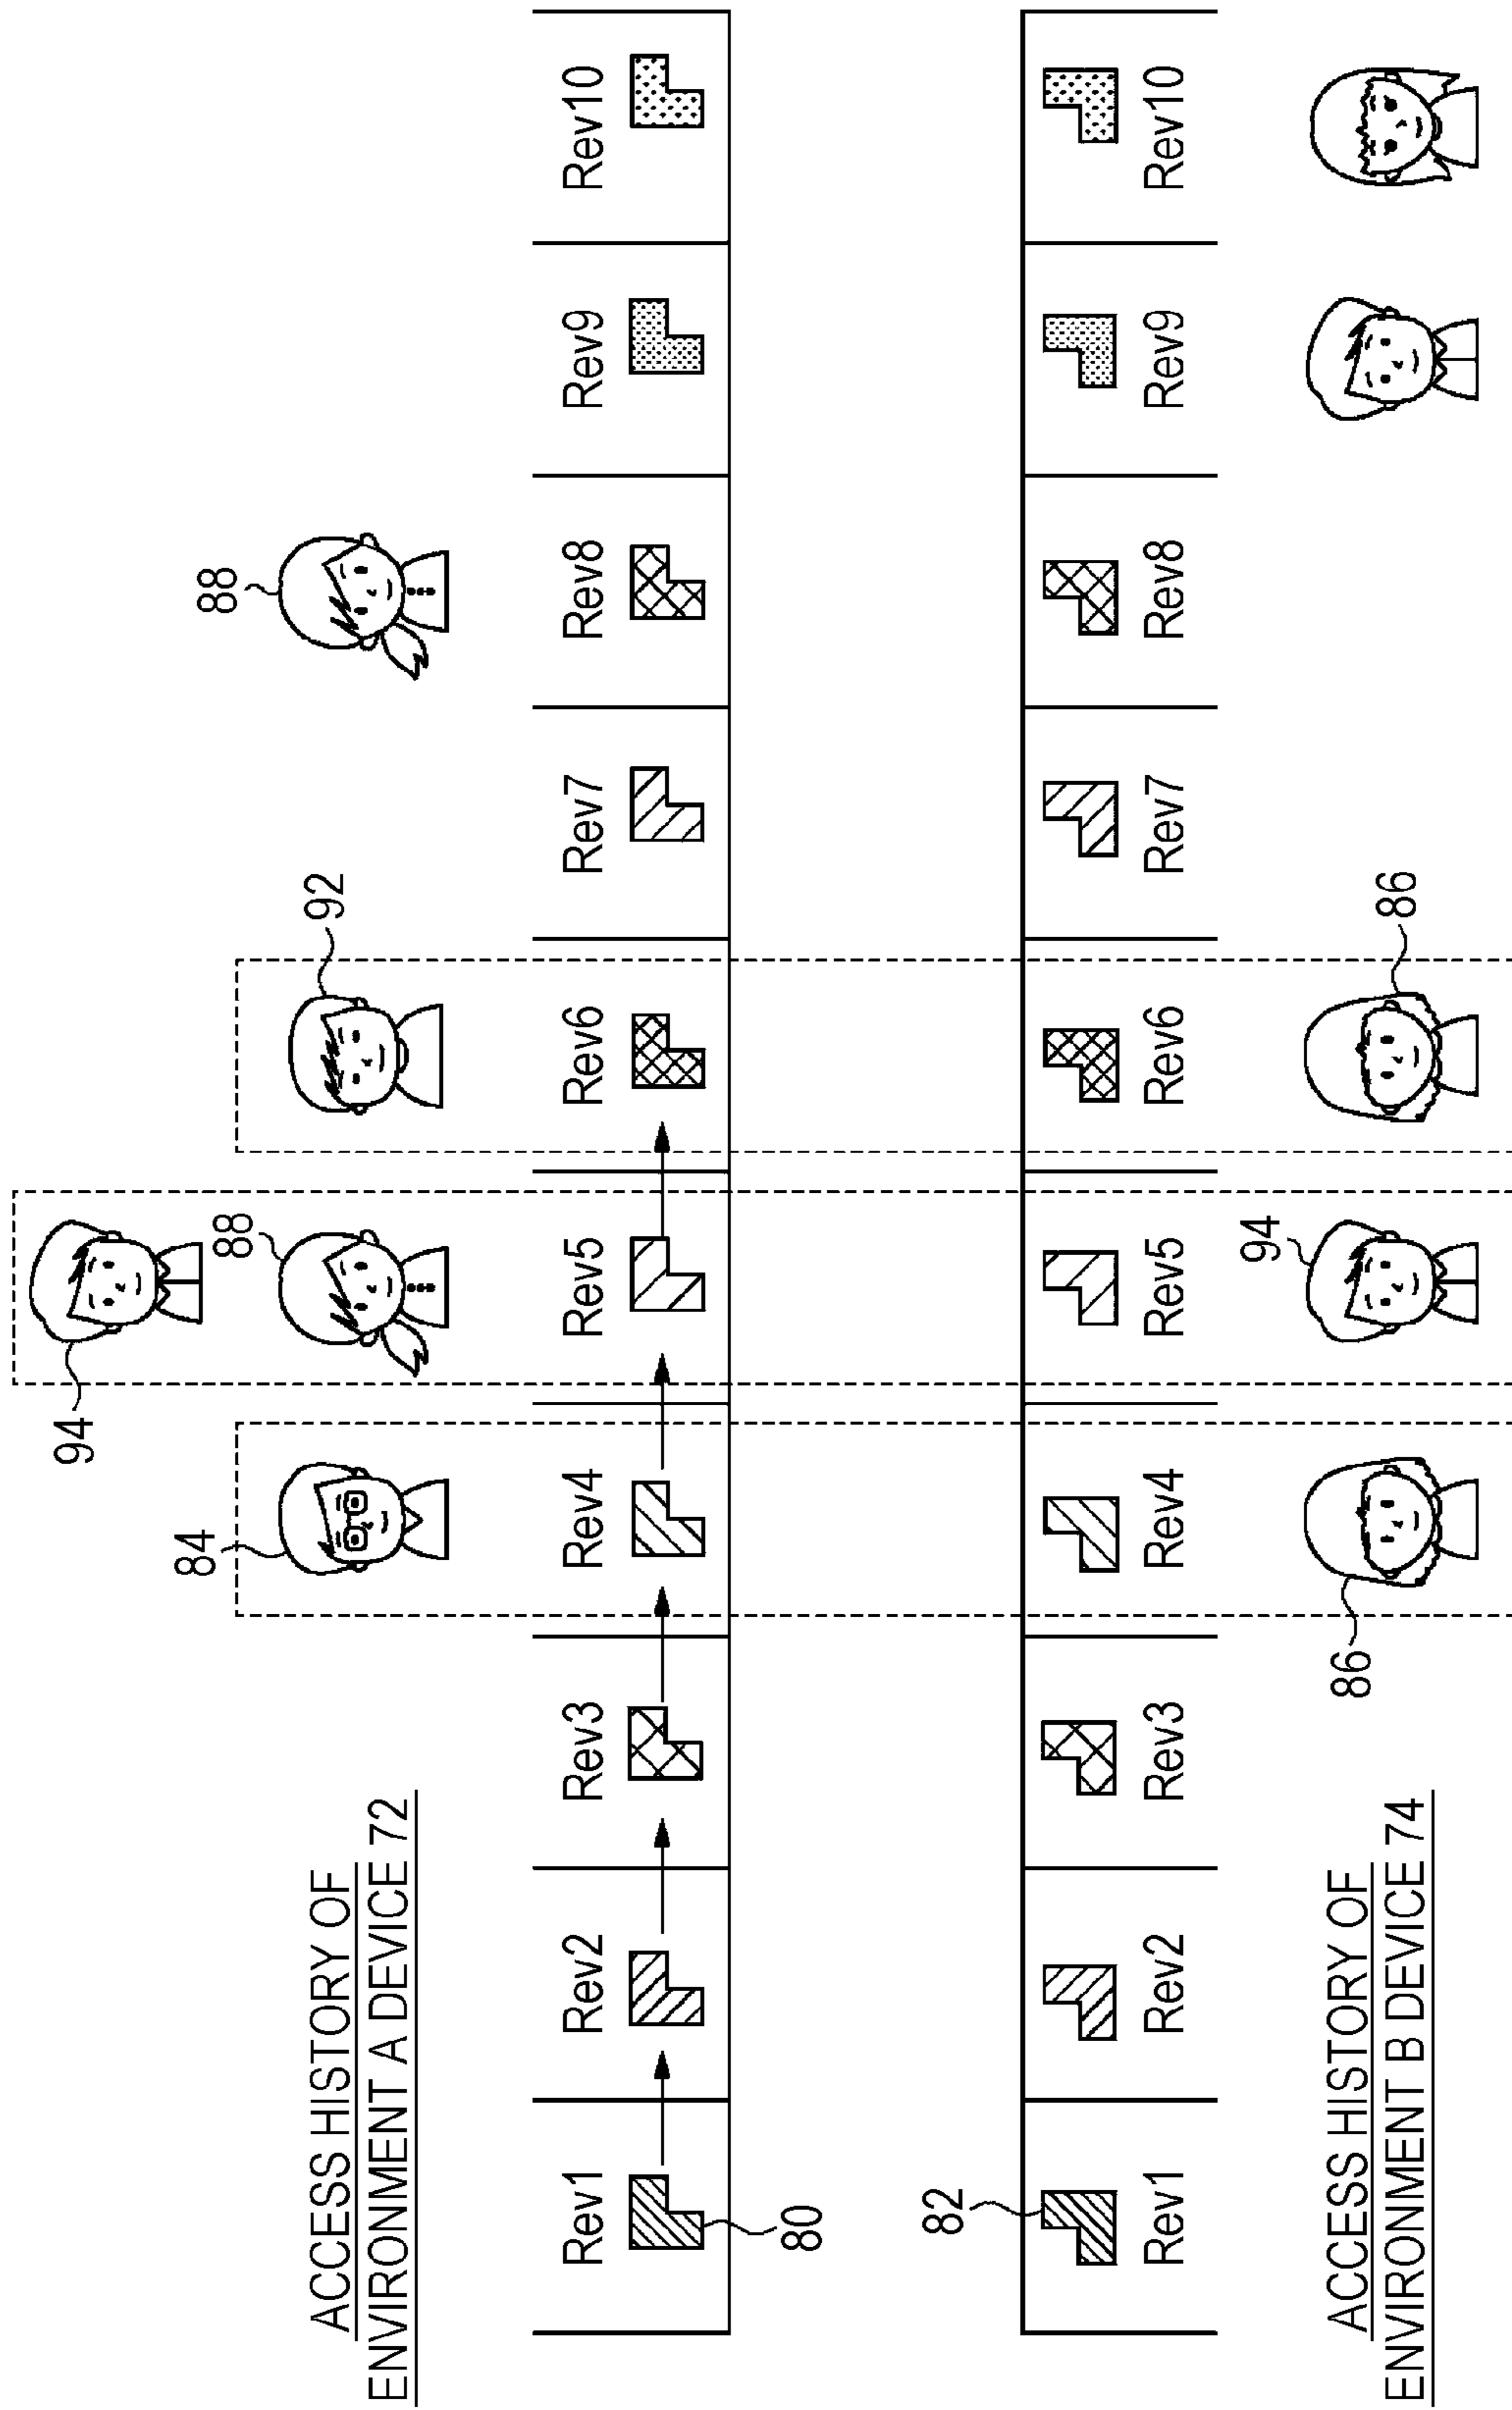 94
88
84
92
88
ACCESS HISTORY OF
ENVIRONMENT A DEVICE 72
Rev1
Rev2
Rev3
Rev4
Rev5
Rev6
Rev7
Rev8
Rev9
Rev10
80
82
Rev1
Rev2
Rev3
Rev4
Rev5
Rev6
Rev7
Rev8
Rev9
Rev10
94
86
86
ACCESS HISTORY OF
ENVIRONMENT B DEVICE 74